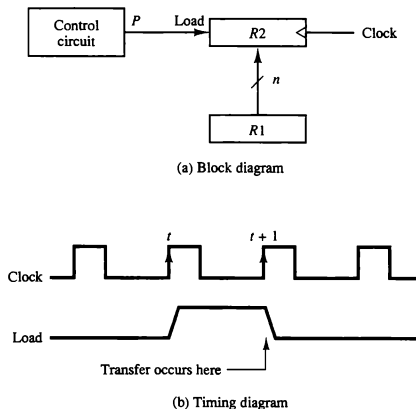 Control
circuit
P
Load
R2
Clock
n
R1
(a) Block diagram
t
t + 1
Clock
Load
Transfer occurs here
(b) Timing diagram